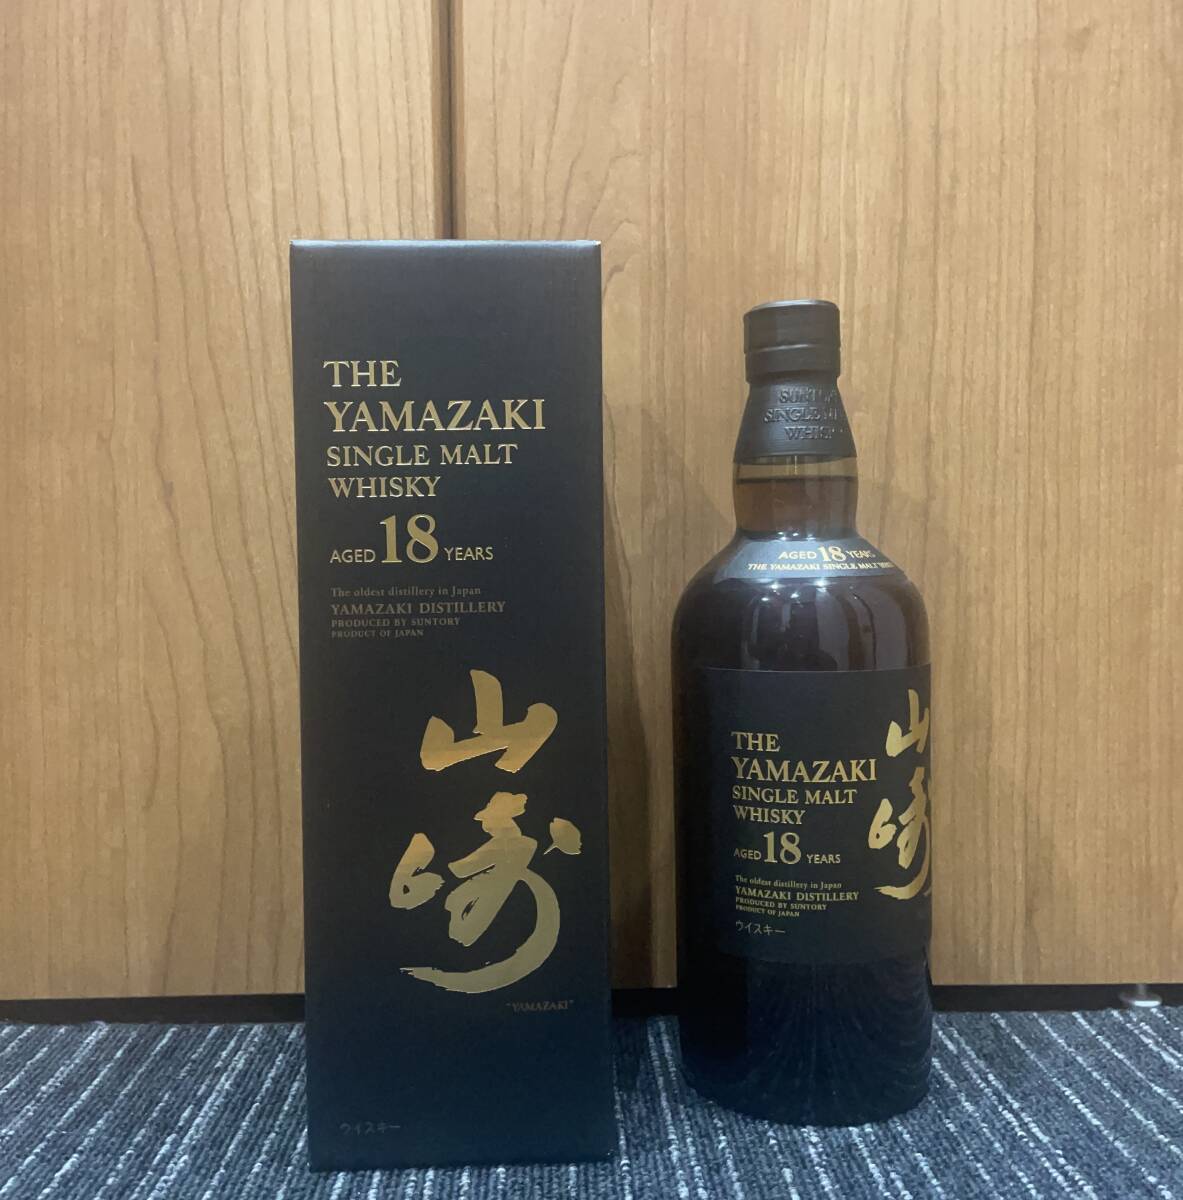 THE
YAMAZAKI
SINGLE MALT
WHISKY
AGED 18 YEARS
The oldest distillery in Japan
YAMAZAKI DISTILLERY
PRODUCED BY SUNTORY
PRODUCT OF JAPAN
山崎
"YAMAZAKI"
ウイスキー
WHISKY
AGED 18 YEARS
THE YAMAZAKI SINGLE MALT
山崎
THE
YAMAZAKI
SINGLE MALT
WHISKY
AGED 18 YEARS
The oldest distillery in Japan
YAMAZAKI DISTILLERY
PRODUCED BY SUNTORY
PRODUCT OF JAPAN
ウイスキー